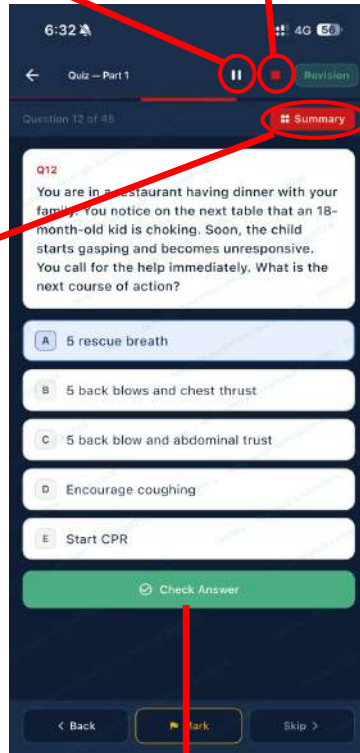 6:32 4G 56
Quiz — Part 1 Revision
Question 12 of 45 Summary
Q12
You are in a restaurant having dinner with your
family. You notice on the next table that an 18-
month-old kid is choking. Soon, the child
starts gasping and becomes unresponsive.
You call for the help immediately. What is the
next course of action?
A 5 rescue breath
B 5 back blows and chest thrust
C 5 back blow and abdominal trust
D Encourage coughing
E Start CPR
Check Answer
< Back Mark Skip >